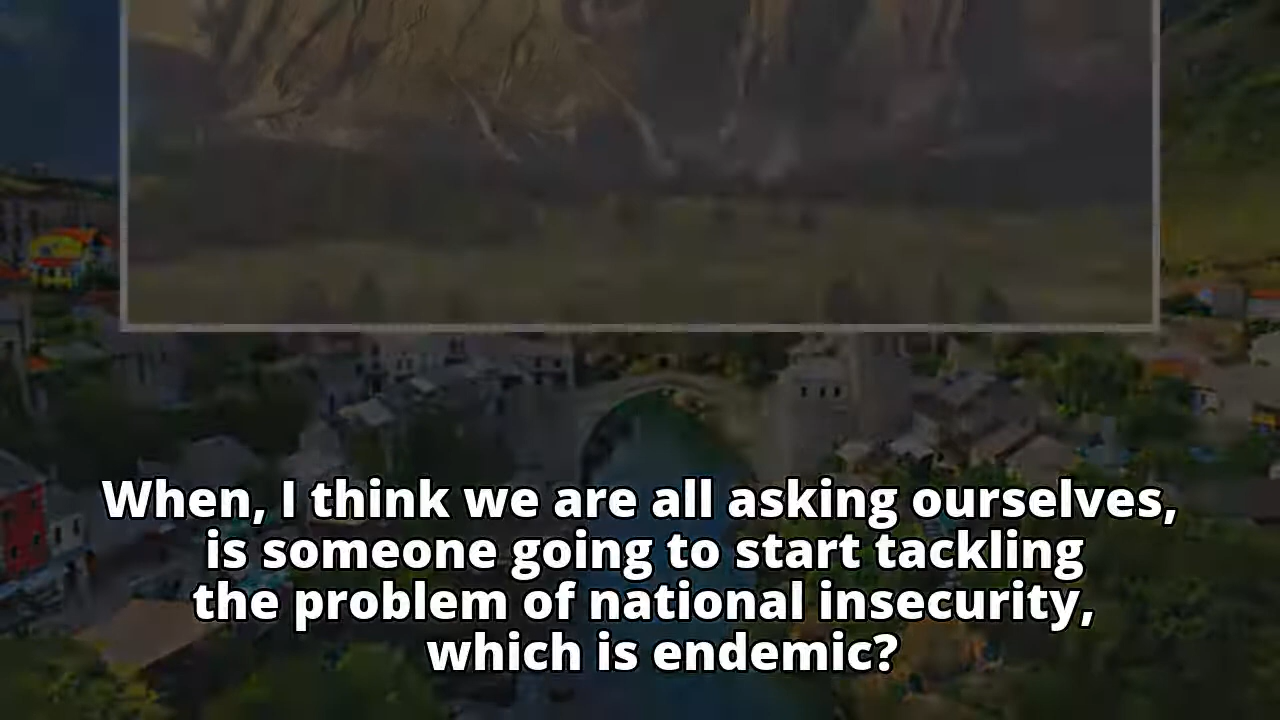 When, I think we are all asking ourselves,
is someone going to start tackling
the problem of national insecurity,
which is endemic?